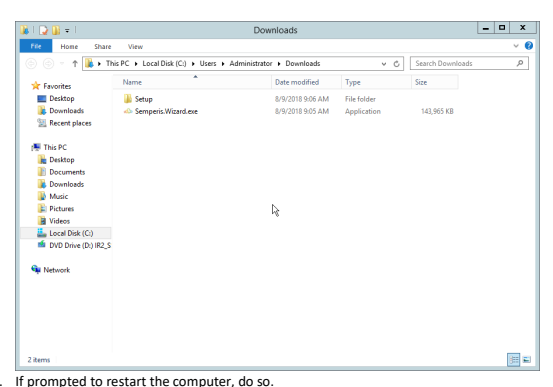 Downloads
File Home Share View
This PC ▸ Local Disk (C:) ▸ Users ▸ Administrator ▸ Downloads
Search Downloads
Name Date modified Type Size
Favorites
Desktop
Downloads
Recent places
This PC
Desktop
Documents
Downloads
Music
Pictures
Videos
Local Disk (C:)
DVD Drive (D:) IR2_S
Network
Setup 8/9/2018 9:06 AM File folder
Semperis.Wizard.exe 8/9/2018 9:05 AM Application 143,965 KB
2 items
. If prompted to restart the computer, do so.